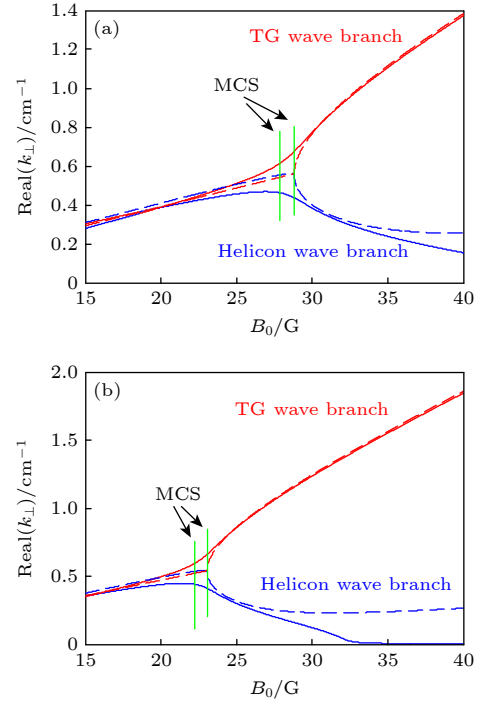 (a)
1.4
1.2
1.0
0.8
0.6
0.4
0.2
0
Real(k⊥)/cm⁻¹
TG wave branch
MCS
Helicon wave branch
15 20 25 30 35 40
B₀/G
(b)
2.0
1.5
1.0
0.5
0
Real(k⊥)/cm⁻¹
TG wave branch
MCS
Helicon wave branch
15 20 25 30 35 40
B₀/G